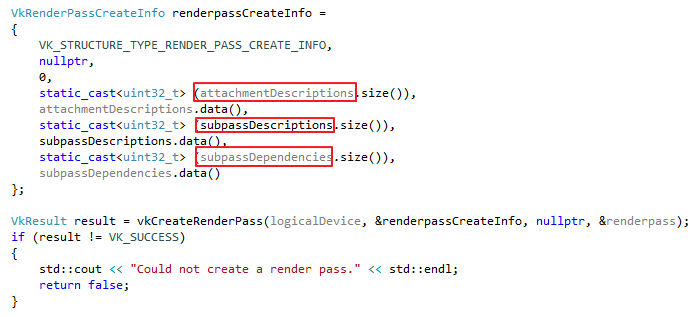 VkRenderPassCreateInfo renderpassCreateInfo =
{
    VK_STRUCTURE_TYPE_RENDER_PASS_CREATE_INFO,
    nullptr,
    0,
    static_cast<uint32_t> (attachmentDescriptions.size()),
    attachmentDescriptions.data(),
    static_cast<uint32_t> (subpassDescriptions.size()),
    subpassDescriptions.data(),
    static_cast<uint32_t> (subpassDependencies.size()),
    subpassDependencies.data()
};

VkResult result = vkCreateRenderPass(logicalDevice, &renderpassCreateInfo, nullptr, &renderpass);
if (result != VK_SUCCESS)
{
    std::cout << "Could not create a render pass." << std::endl;
    return false;
}